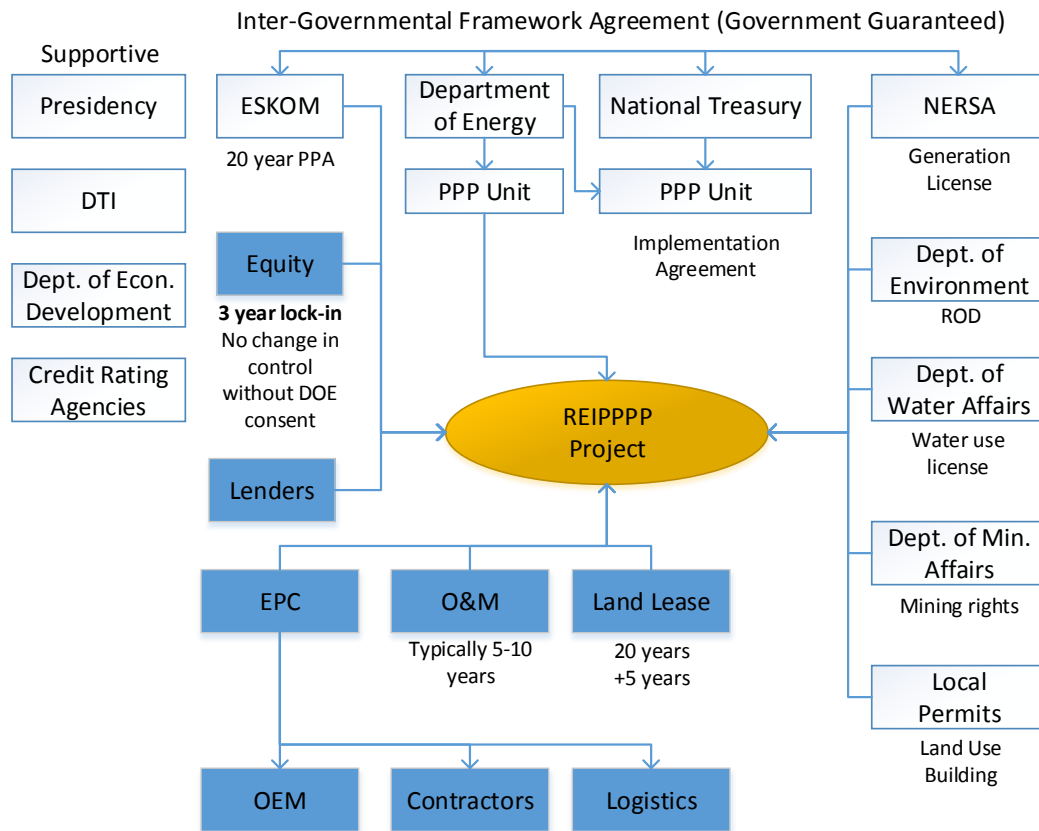 Inter-Governmental Framework Agreement (Government Guaranteed)
Supportive
Presidency
DTI
Dept. of Econ.
Development
Credit Rating
Agencies
ESKOM
20 year PPA
Equity
3 year lock-in
No change in
control
without DOE
consent
Lenders
Department
of Energy
PPP Unit
National Treasury
PPP Unit
Implementation
Agreement
REIPPPP
Project
NERSA
Generation
License
Dept. of
Environment
ROD
Dept. of
Water Affairs
Water use
license
Dept. of Min.
Affairs
Mining rights
Local
Permits
Land Use
Building
EPC
O&M
Typically 5-10
years
Land Lease
20 years
+5 years
OEM
Contractors
Logistics